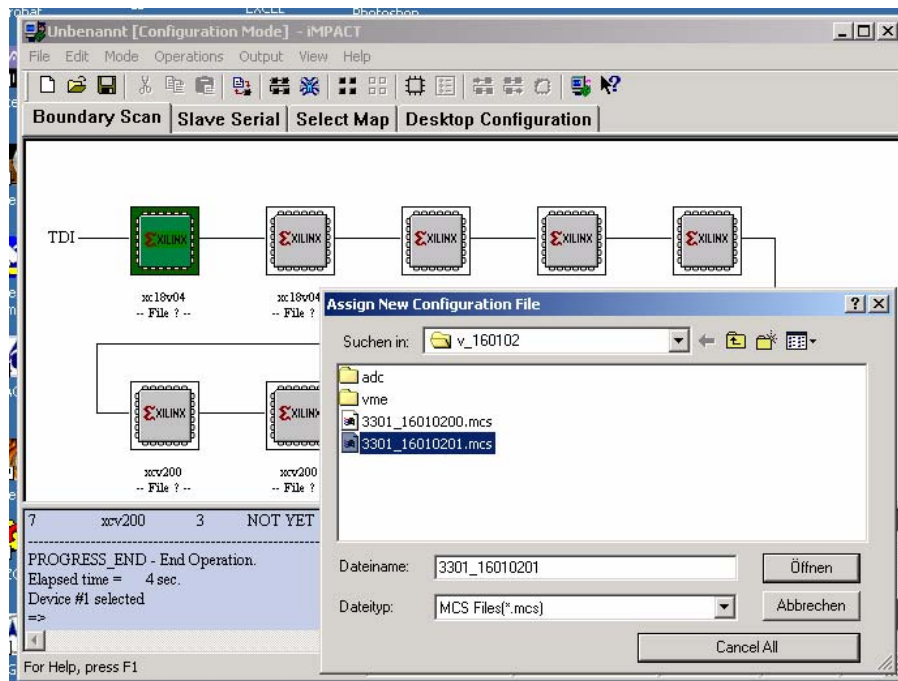 EXCEL
Photoshop
Unbenannt [Configuration Mode] - iMPACT
File Edit Mode Operations Output View Help
Boundary Scan Slave Serial Select Map Desktop Configuration
TDI
XILINX XILINX XILINX XILINX XILINX
xc18v04 xc18v04
-- File ? -- -- File ?
Assign New Configuration File
Suchen in: v_160102
adc
vme
3301_16010200.mcs
3301_16010201.mcs
XILINX XILINX
xcv200 xcv200
-- File ? -- -- File ?
7 xcv200 3 NOT YET
PROGRESS_END - End Operation.
Elapsed time = 4 sec.
Device #1 selected
=>
Dateiname: 3301_16010201 Öffnen
Dateityp: MCS Files(*.mcs) Abbrechen
Cancel All
For Help, press F1